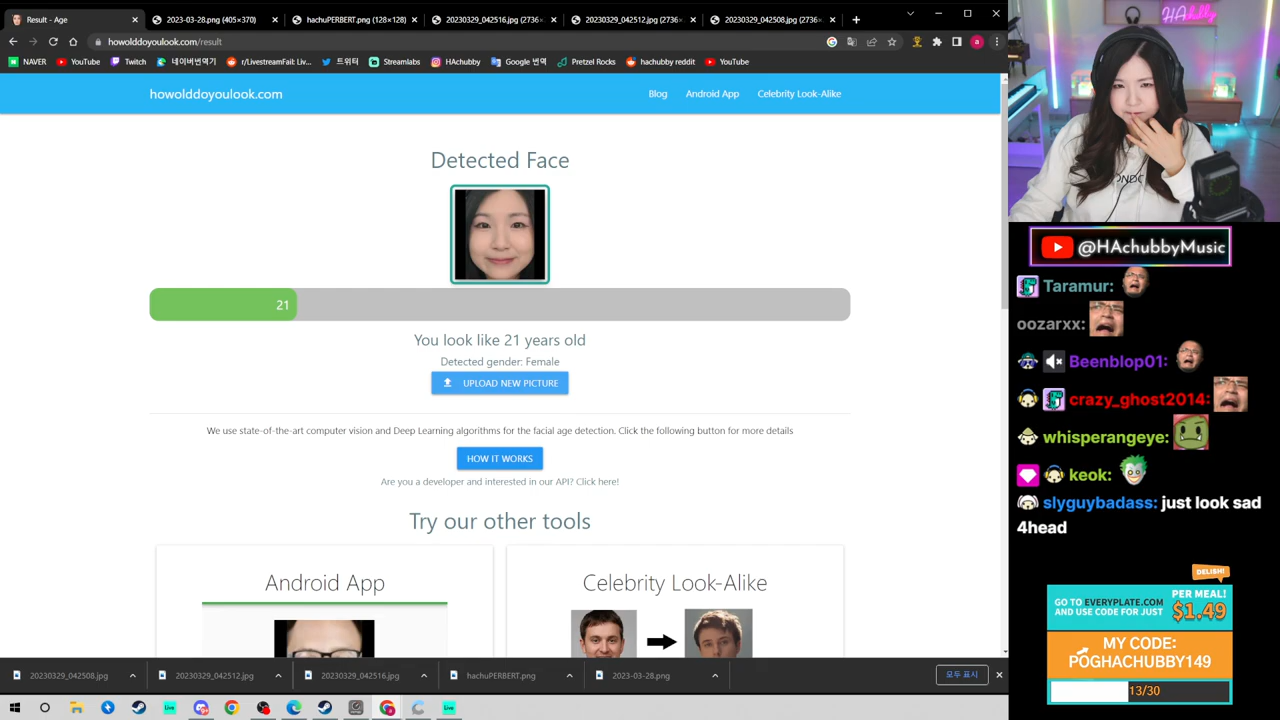 Result - Age
2023-03-28.png (405×370)
hachuPERBERT.png (128×128)
20230329_042516.jpg (2736×
20230329_042512.jpg (2736×
20230329_042508.jpg (2736×
howolddoyoulook.com/result
NAVER
YouTube
Twitch
네이버번역기
r/LivestreamFail: Live...
트위터
Streamlabs
HAchubby
Google 번역
Pretzel Rocks
hachubby reddit
YouTube
howolddoyoulook.com
Blog
Android App
Celebrity Look-Alike
Detected Face
21
You look like 21 years old
Detected gender: Female
UPLOAD NEW PICTURE
We use state-of-the-art computer vision and Deep Learning algorithms for the facial age detection. Click the following button for more details
HOW IT WORKS
Are you a developer and interested in our API? Click here!
Try our other tools
Android App
Celebrity Look-Alike
20230329_042508.jpg
20230329_042512.jpg
20230329_042516.jpg
hachuPERBERT.png
2023-03-28.png
모두 표시
@HAchubbyMusic
Taramur:
oozarxx:
Beenblop01:
crazy_ghost2014:
whisperangeye:
keok:
slyguybadass: just look sad
4head
DELISH!
GO TO EVERYPLATE.COM
AND USE CODE FOR JUST
PER MEAL!
$1.49
MY CODE:
POGHACHUBBY149
13/30